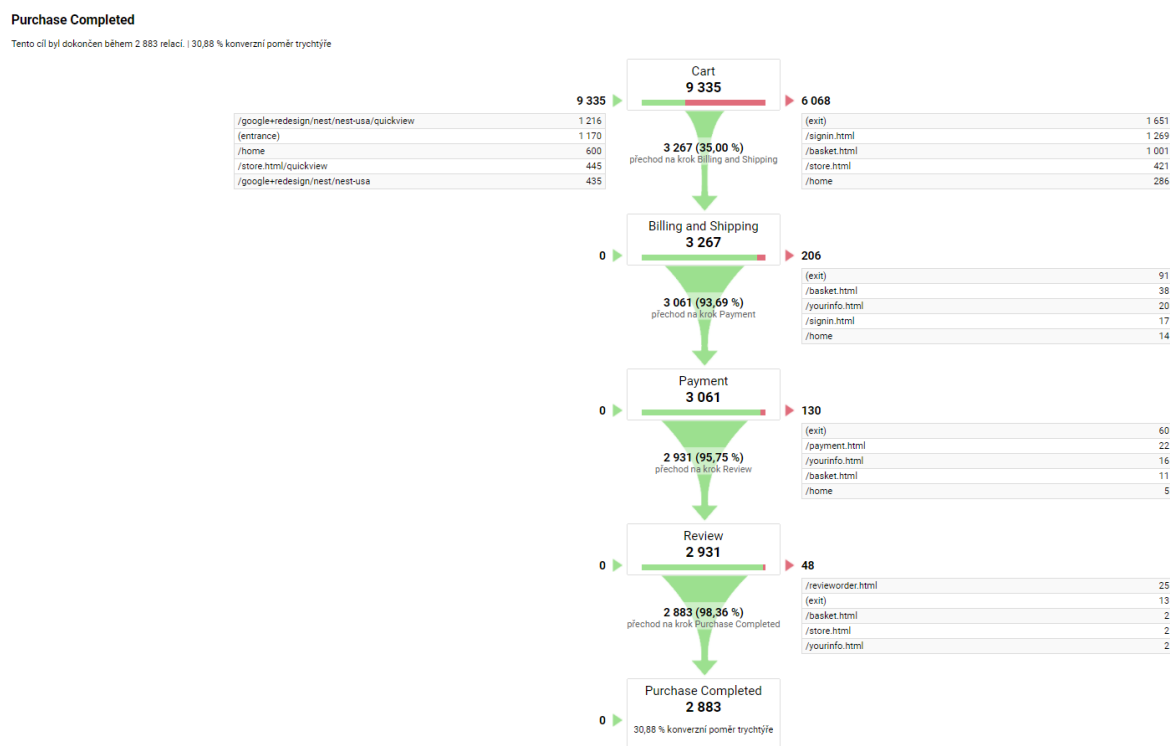 Purchase Completed
Tento cíl byl dokončen během 2 883 relací. | 30,88 % konverzní poměr trychtýře
Cart
9 335
9 335
6 068
/google+redesign/nest/nest-usa/quickview 1 216
(entrance) 1 170
/home 600
/store.html/quickview 445
/google+redesign/nest/nest-usa 435
(exit) 1 651
/signin.html 1 269
/basket.html 1 001
/store.html 421
/home 286
3 267 (35,00 %)
přechod na krok Billing and Shipping
Billing and Shipping
3 267
0
206
(exit) 91
/basket.html 38
/yourinfo.html 20
/signin.html 17
/home 14
3 061 (93,69 %)
přechod na krok Payment
Payment
3 061
0
130
(exit) 60
/payment.html 22
/yourinfo.html 16
/basket.html 11
/home 5
2 931 (95,75 %)
přechod na krok Review
Review
2 931
0
48
/revieworder.html 25
(exit) 13
/basket.html 2
/store.html 2
/yourinfo.html 2
2 883 (98,36 %)
přechod na krok Purchase Completed
Purchase Completed
2 883
0
30,88 % konverzní poměr trychtýře